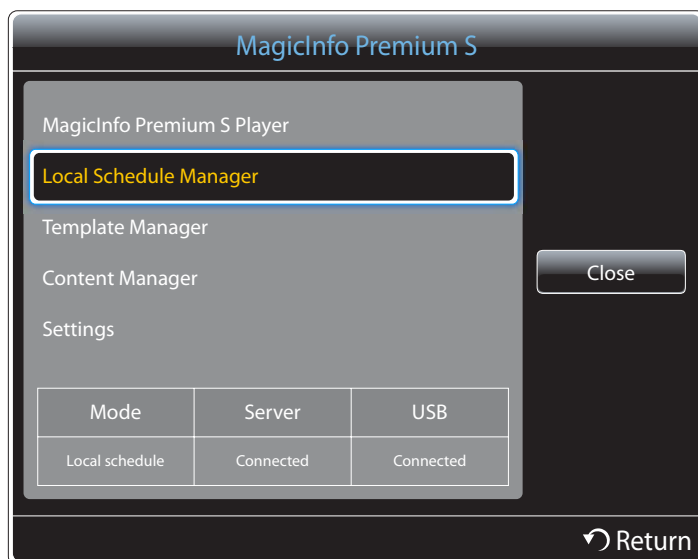 MagicInfo Premium S
MagicInfo Premium S Player
Local Schedule Manager
Template Manager
Content Manager
Settings
Close
Mode Server USB
Local schedule Connected Connected
Return